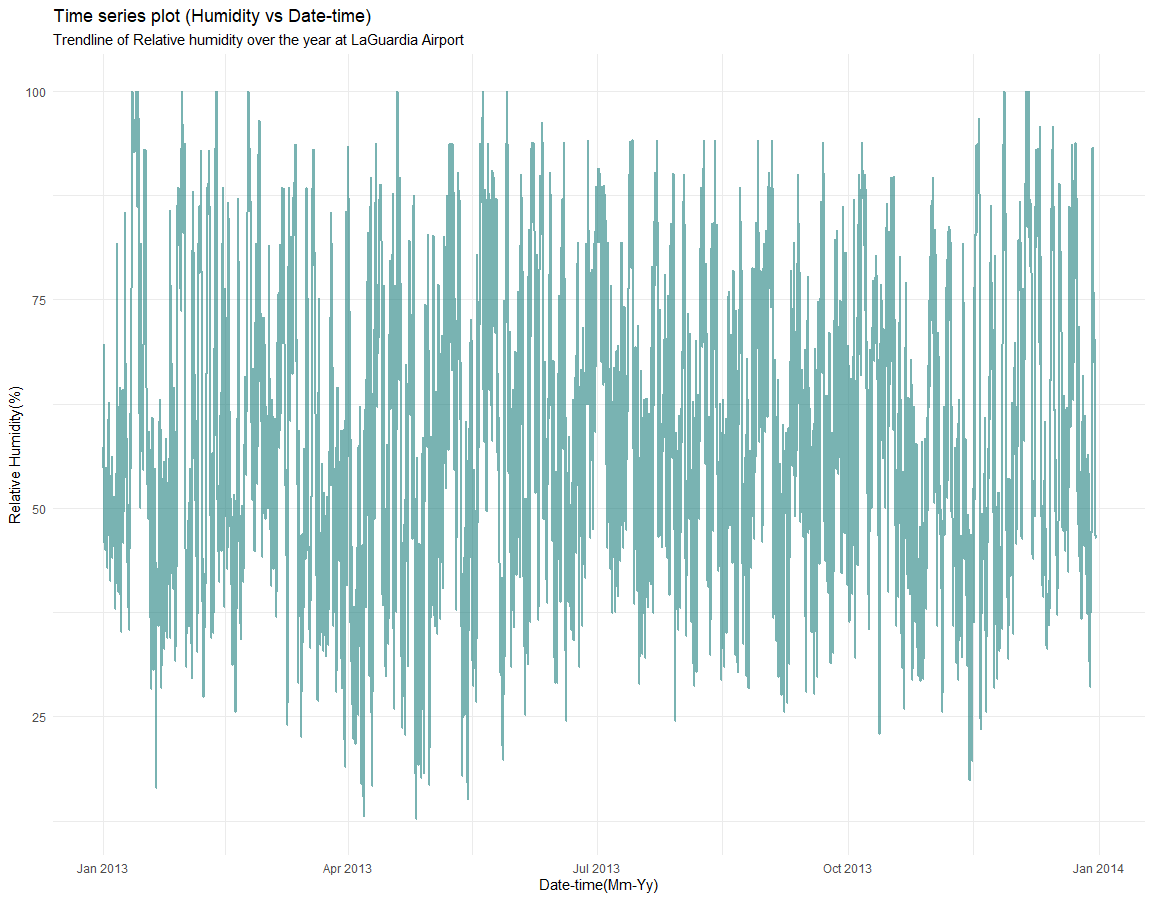 Time series plot (Humidity vs Date-time)
Trendline of Relative humidity over the year at LaGuardia Airport
100
75
50
25
Relative Humidity(%)
Jan 2013 Apr 2013 Jul 2013 Oct 2013 Jan 2014
Date-time(Mm-Yy)